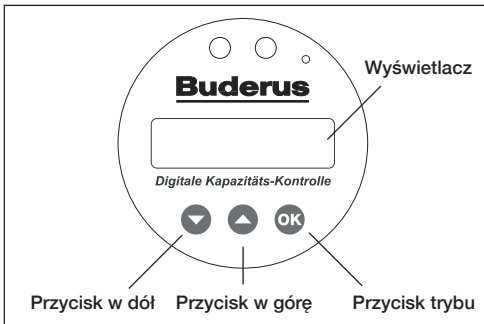 Wyświetlacz
Buderus
Digitale Kapazitäts-Kontrolle
OK
Przycisk w dół Przycisk w górę Przycisk trybu